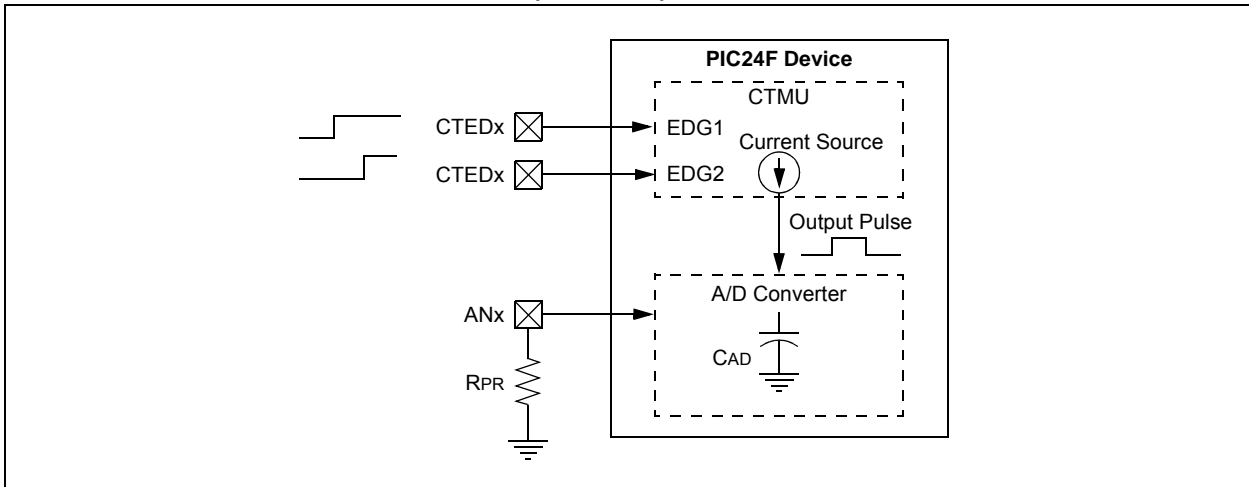 PIC24F Device
CTMU
CTEDx
EDG1
Current Source
CTEDx
EDG2
Output Pulse
A/D Converter
ANx
CAD
RPR